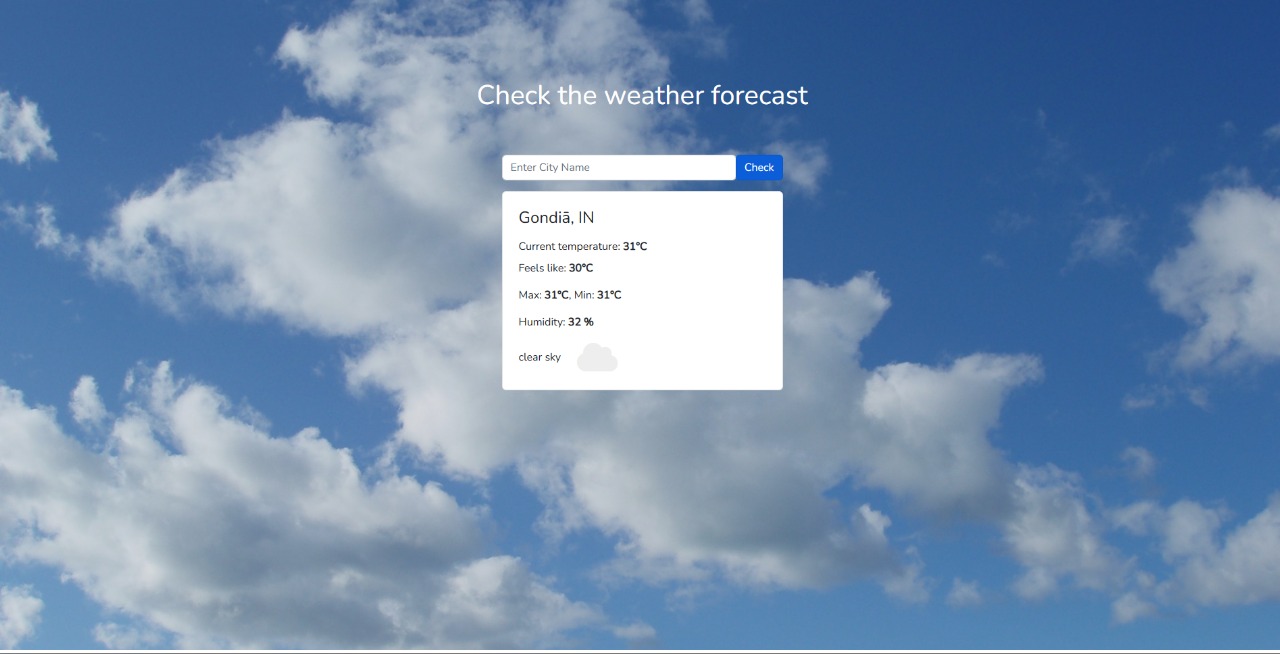 Check the weather forecast
Enter City Name
Check
Gondiā, IN
Current temperature: 31°C
Feels like: 30°C
Max: 31°C, Min: 31°C
Humidity: 32 %
clear sky